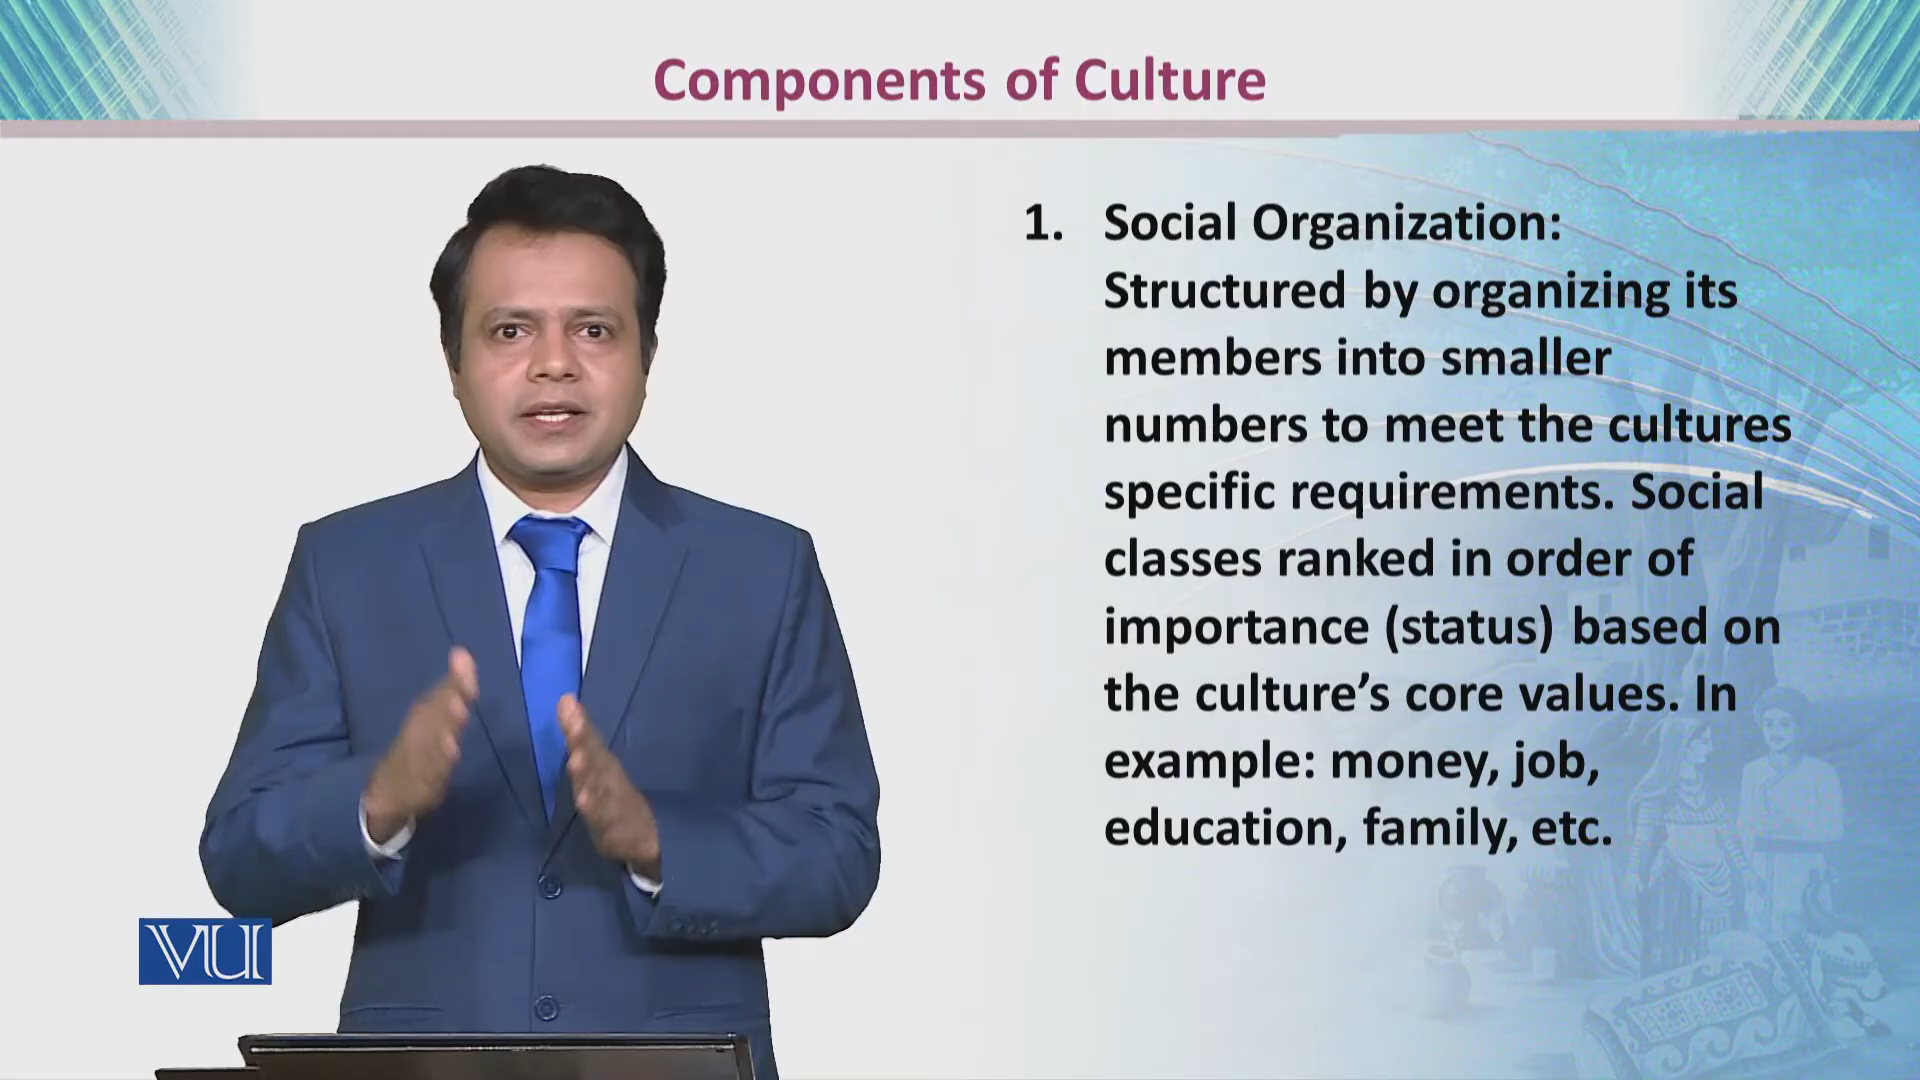 Components of Culture
1. Social Organization:
Structured by organizing its
members into smaller
numbers to meet the cultures
specific requirements. Social
classes ranked in order of
importance (status) based on
the culture’s core values. In
example: money, job,
education, family, etc.
VU